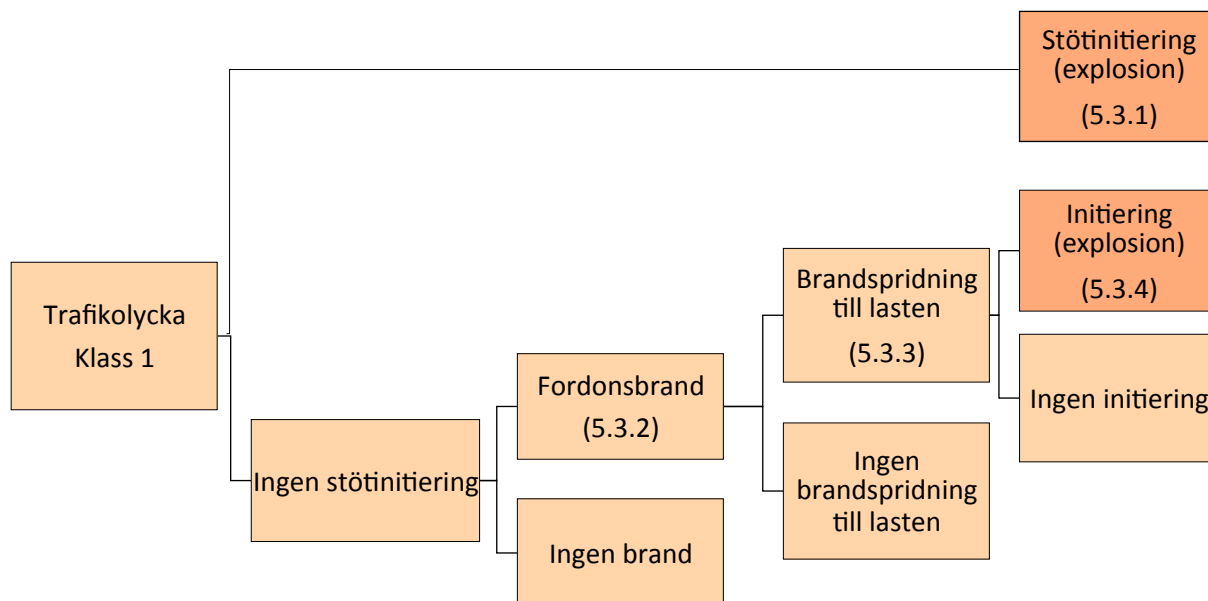 Stötinitiering
(explosion)
(5.3.1)
Initiering
(explosion)
(5.3.4)
Trafikolycka
Klass 1
Brandspridning
till lasten
(5.3.3)
Fordonsbrand
(5.3.2)
Ingen initiering
Ingen stötinitiering
Ingen
brandspridning
till lasten
Ingen brand